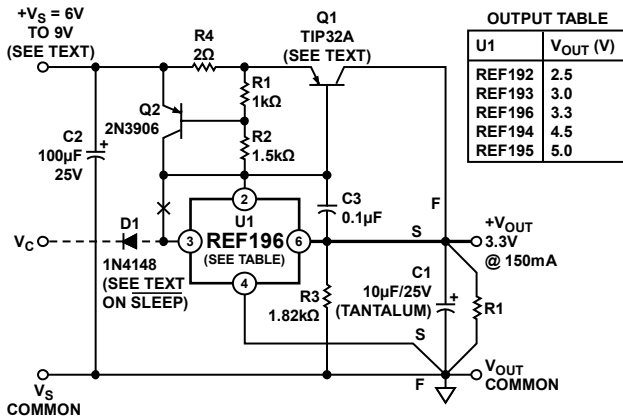 +VS = 6V
TO 9V
(SEE TEXT)
R4
2Ω
Q1
TIP32A
(SEE TEXT)
OUTPUT TABLE
U1
VOUT (V)
REF192
2.5
REF193
3.0
REF196
3.3
REF194
4.5
REF195
5.0
Q2
2N3906
R1
1kΩ
R2
1.5kΩ
C2
100µF
25V
+
C3
0.1µF
F
2
U1
REF196
(SEE TABLE)
3
6
4
S
+VOUT
3.3V
@ 150mA
VC
D1
1N4148
(SEE TEXT
ON SLEEP)
R3
1.82kΩ
C1
10µF/25V
(TANTALUM)
+
R1
S
F
VS
COMMON
VOUT
COMMON